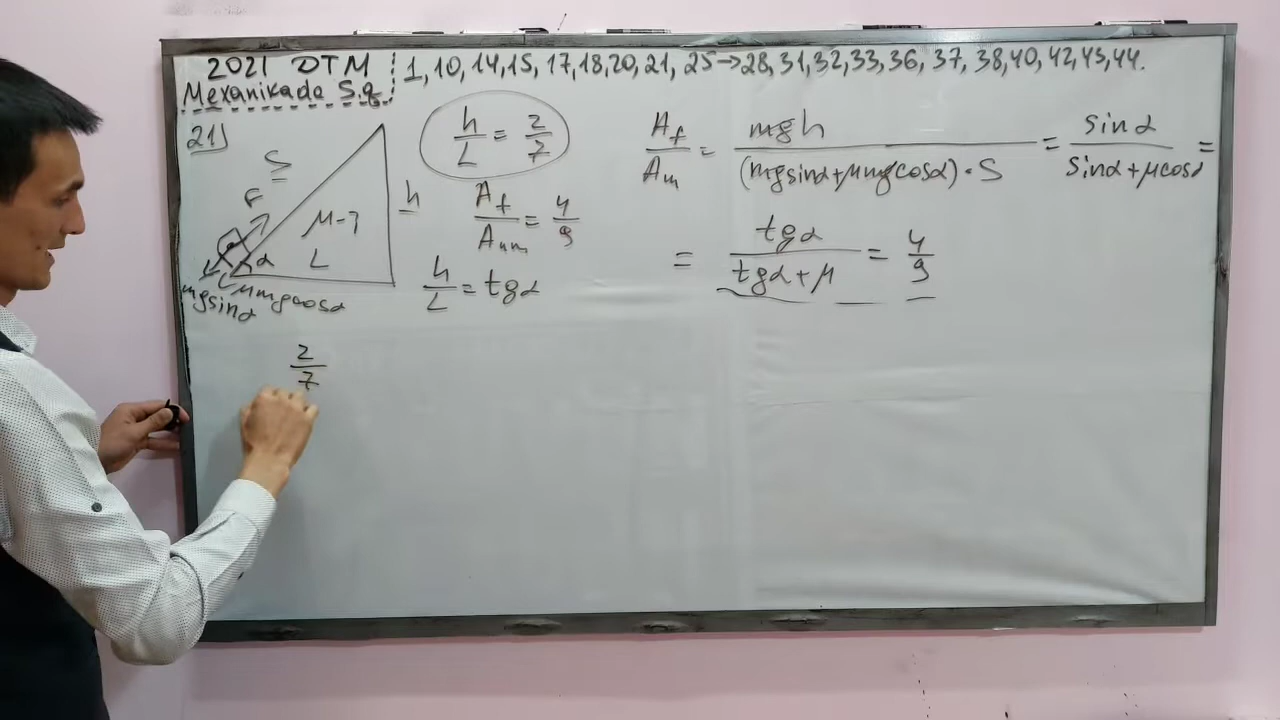 2021 DTM
Mexanikada S.q
1, 10, 14, 15, 17, 18, 20, 21, 25→28, 31, 32, 33, 36, 37, 38, 40, 42, 43, 44.
21)
S
F
μ-?
h
α
L
mgsinα
μmgcosα
h/L = 2/7
A_f/A_um = 4/9
h/L = tgα
A_f/A_um = mgh/((mgsinα+μmgcosα)·S) = sinα/(sinα+μcosα) =
= tgα/(tgα+μ) = 4/9
2/7